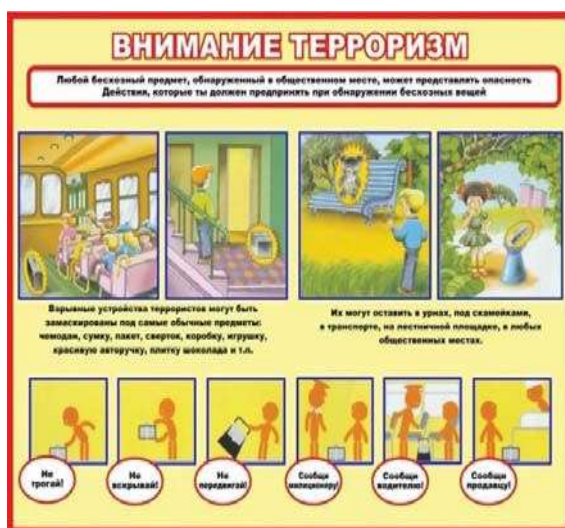 ВНИМАНИЕ ТЕРРОРИЗМ
Любой бесхозный предмет, обнаруженный в общественном месте, может представлять опасность
Действия, которые ты должен предпринять при обнаружении бесхозных вещей
Взрывные устройства террористов могут быть
замаскированы под самые обычные предметы:
чемодан, сумку, пакет, сверток, коробку, игрушку,
красивую авторучку, плитку шоколада и т.п.
Их могут оставить в урнах, под скамейками,
в транспорте, на лестничной площадке, в любых
общественных местах.
Не
трогай!
Не
вскрывай!
Не
передвигай!
Сообщи
милиционеру!
Сообщи
водителю!
Сообщи
продавцу!